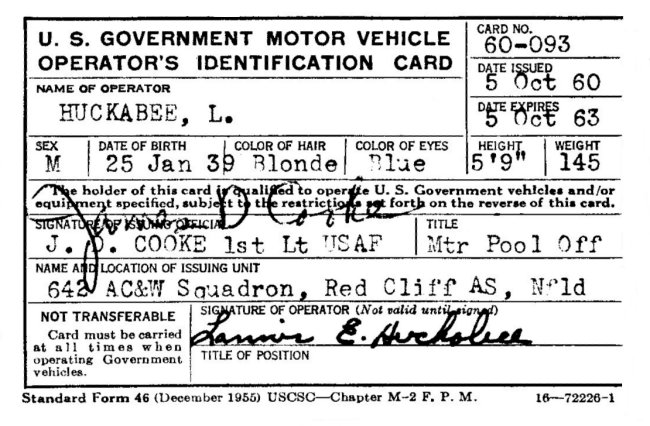 U. S. GOVERNMENT MOTOR VEHICLE
OPERATOR'S IDENTIFICATION CARD
CARD NO.
60-093
DATE ISSUED
5 Oct 60
NAME OF OPERATOR
HUCKABEE, L.
DATE EXPIRES
5 Oct 63
SEX
M
DATE OF BIRTH
25 Jan 39
COLOR OF HAIR
Blonde
COLOR OF EYES
Blue
HEIGHT
5'9"
WEIGHT
145
The holder of this card is qualified to operate U. S. Government vehicles and/or
equipment specified, subject to the restrictions set forth on the reverse of this card.
James D Cooke
SIGNATURE OF ISSUING OFFICIAL
J. D. COOKE 1st Lt USAF
TITLE
Mtr Pool Off
NAME AND LOCATION OF ISSUING UNIT
642 AC&W Squadron, Red Cliff AS, Nfld
NOT TRANSFERABLE
Card must be carried
at all times when
operating Government
vehicles.
SIGNATURE OF OPERATOR (Not valid until signed)
E. Huckabee
TITLE OF POSITION
Standard Form 46 (December 1955) USCSC—Chapter M-2 F. P. M.
16—72226-1